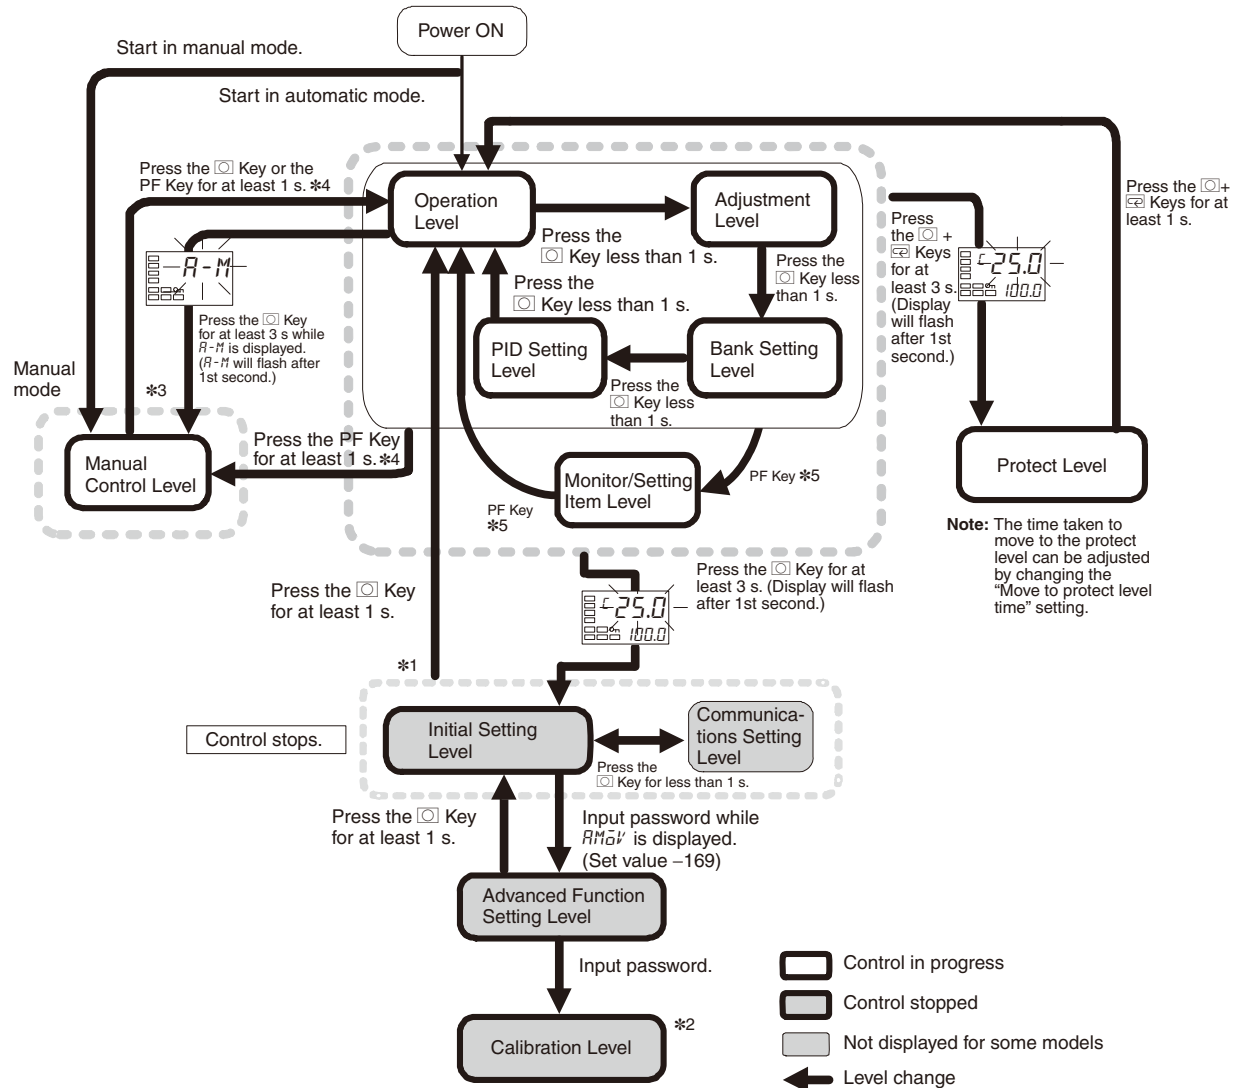 Power ON
Start in manual mode.
Start in automatic mode.
Press the Key or the
PF Key for at least 1 s. *4
Operation
Level
Adjustment
Level
Press the
Key less than 1 s.
Press the
Key less
than 1 s.
Press the
Key less than 1 s.
PID Setting
Level
Bank Setting
Level
Press the
Key less
than 1 s.
A-M
Press the Key
for at least 3 s while
A-M is displayed.
(A-M will flash after
1st second.)
Manual
mode
*3
Manual
Control Level
Press the PF Key
for at least 1 s.*4
Monitor/Setting
Item Level
PF Key *5
PF Key
*5
Press
the +
Keys
for at
least 3 s.
(Display
will flash
after 1st
second.)
C 25.0
100.0
Press the +
Keys for at
least 1 s.
Protect Level
Note: The time taken to
move to the protect
level can be adjusted
by changing the
“Move to protect level
time” setting.
Press the Key for at
least 3 s. (Display will flash
after 1st second.)
C 25.0
100.0
Press the Key
for at least 1 s.
*1
Control stops.
Initial Setting
Level
Communica-
tions Setting
Level
Press the
Key for less than 1 s.
Press the Key
for at least 1 s.
Input password while
AMoV is displayed.
(Set value –169)
Advanced Function
Setting Level
Input password.
Calibration Level
*2
Control in progress
Control stopped
Not displayed for some models
Level change